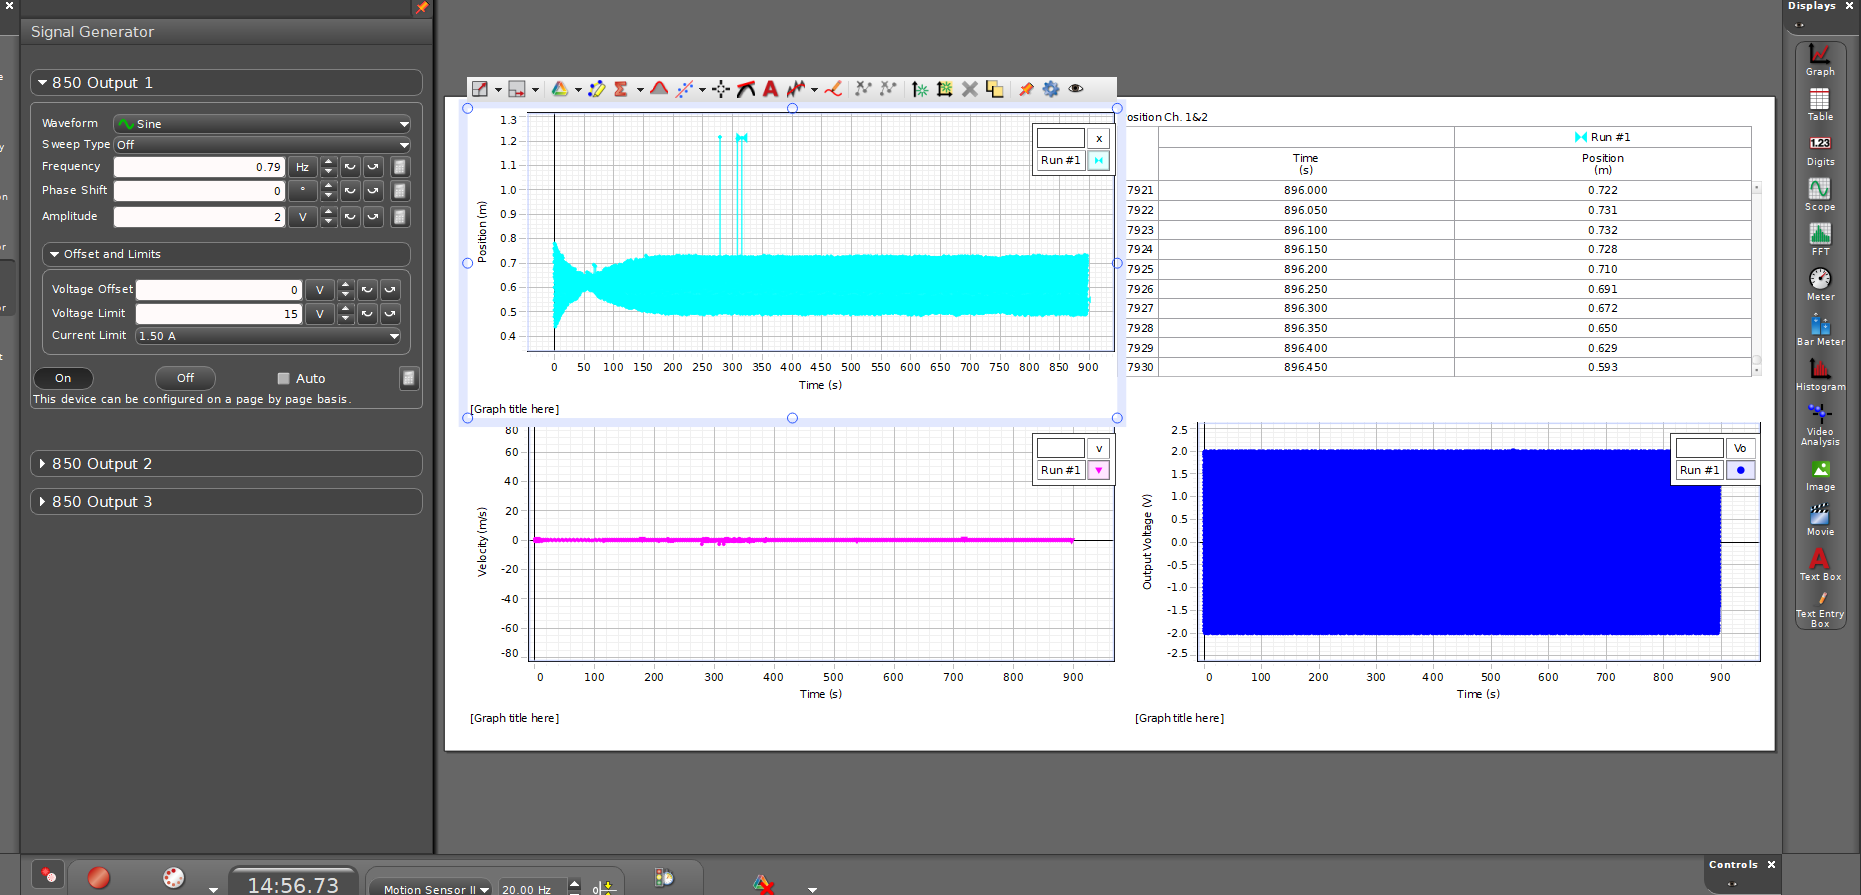 Displays
Signal Generator
850 Output 1
Waveform Sine
Sweep Type Off
Frequency 0.79 Hz
Phase Shift 0 °
Amplitude 2 V
Offset and Limits
Voltage Offset 0 V
Voltage Limit 15 V
Current Limit 1.50 A
On Off Auto
This device can be configured on a page by page basis.
850 Output 2
850 Output 3
1.3
1.2
1.1
1.0
0.9
0.8
0.7
0.6
0.5
0.4
Position (m)
x
Run #1
0 50 100 150 200 250 300 350 400 450 500 550 600 650 700 750 800 850 900
Time (s)
[Graph title here]
osition Ch. 1&2
Run #1
Time (s) Position (m)
7921 896.000 0.722
7922 896.050 0.731
7923 896.100 0.732
7924 896.150 0.728
7925 896.200 0.710
7926 896.250 0.691
7927 896.300 0.672
7928 896.350 0.650
7929 896.400 0.629
7930 896.450 0.593
80
60
40
20
0
-20
-40
-60
-80
Velocity (m/s)
v
Run #1
0 100 200 300 400 500 600 700 800 900
Time (s)
[Graph title here]
2.5
2.0
1.5
1.0
0.5
0.0
-0.5
-1.0
-1.5
-2.0
-2.5
Output Voltage (V)
Vo
Run #1
0 100 200 300 400 500 600 700 800 900
Time (s)
[Graph title here]
Graph
Table
1.23
Digits
Scope
FFT
Meter
Bar Meter
Histogram
Video
Analysis
Image
Movie
Text Box
Text Entry
Box
Controls
14:56.73
Motion Sensor II 20.00 Hz